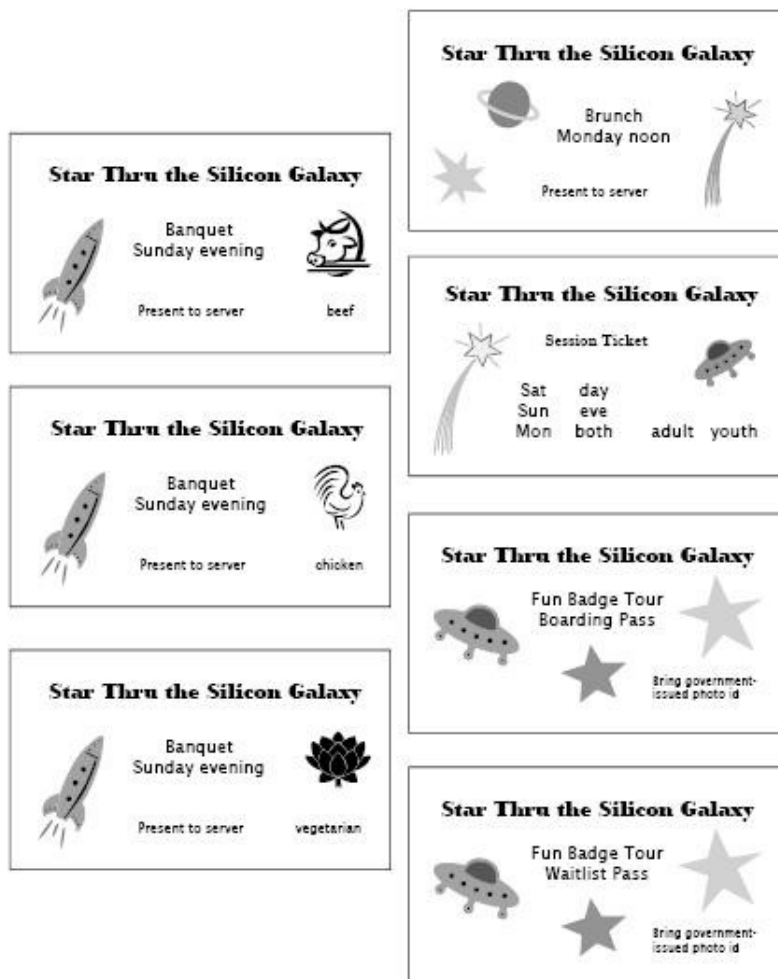 Star Thru the Silicon Galaxy
Banquet
Sunday evening
Present to server
beef
Star Thru the Silicon Galaxy
Banquet
Sunday evening
Present to server
chicken
Star Thru the Silicon Galaxy
Banquet
Sunday evening
Present to server
vegetarian
Star Thru the Silicon Galaxy
Brunch
Monday noon
Present to server
Star Thru the Silicon Galaxy
Session Ticket
Sat day
Sun eve
Mon both adult youth
Star Thru the Silicon Galaxy
Fun Badge Tour
Boarding Pass
Bring government-
issued photo id
Star Thru the Silicon Galaxy
Fun Badge Tour
Waitlist Pass
Bring government-
issued photo id